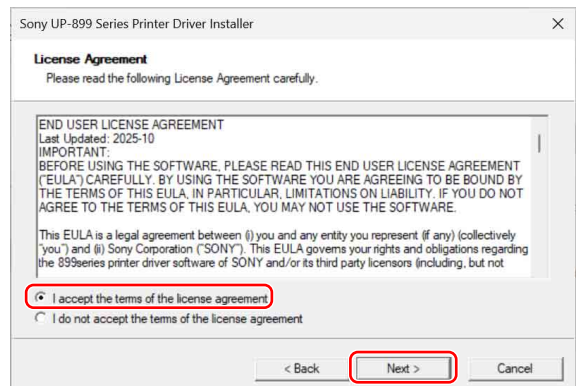 Sony UP-899 Series Printer Driver Installer
License Agreement
Please read the following License Agreement carefully.
END USER LICENSE AGREEMENT
Last Updated: 2025-10
IMPORTANT:
BEFORE USING THE SOFTWARE, PLEASE READ THIS END USER LICENSE AGREEMENT
("EULA") CAREFULLY. BY USING THE SOFTWARE YOU ARE AGREEING TO BE BOUND BY
THE TERMS OF THIS EULA, IN PARTICULAR, LIMITATIONS ON LIABILITY. IF YOU DO NOT
AGREE TO THE TERMS OF THIS EULA, YOU MAY NOT USE THE SOFTWARE.
This EULA is a legal agreement between (i) you and any entity you represent (if any) (collectively
"you") and (ii) Sony Corporation ("SONY"). This EULA governs your rights and obligations regarding
the 899series printer driver software of SONY and/or its third party licensors (including, but not
I accept the terms of the license agreement
I do not accept the terms of the license agreement
< Back Next > Cancel